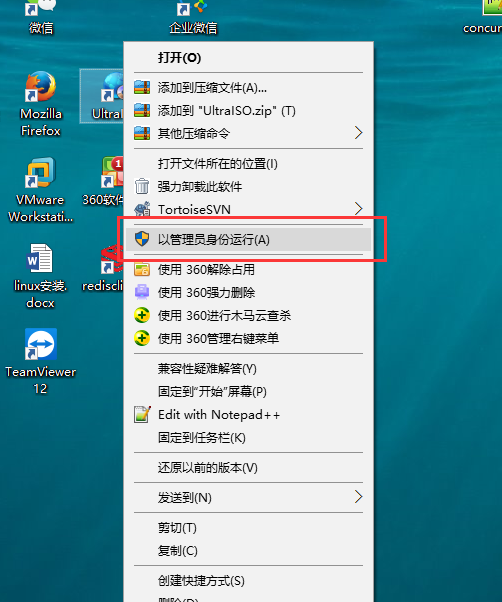 微信
企业微信
concur
打开(O)
添加到压缩文件(A)...
添加到 "UltraISO.zip" (T)
其他压缩命令
打开文件所在的位置(I)
强力卸载此软件
TortoiseSVN
以管理员身份运行(A)
使用 360解除占用
使用 360强力删除
使用 360进行木马云查杀
使用 360管理右键菜单
兼容性疑难解答(Y)
固定到"开始"屏幕(P)
Edit with Notepad++
固定到任务栏(K)
还原以前的版本(V)
发送到(N)
剪切(T)
复制(C)
创建快捷方式(S)
删除(D)
Mozilla
Firefox
UltraI
VMware
Workstati...
360软件
1
linux安装.
docx
rediscli
TeamViewer
12